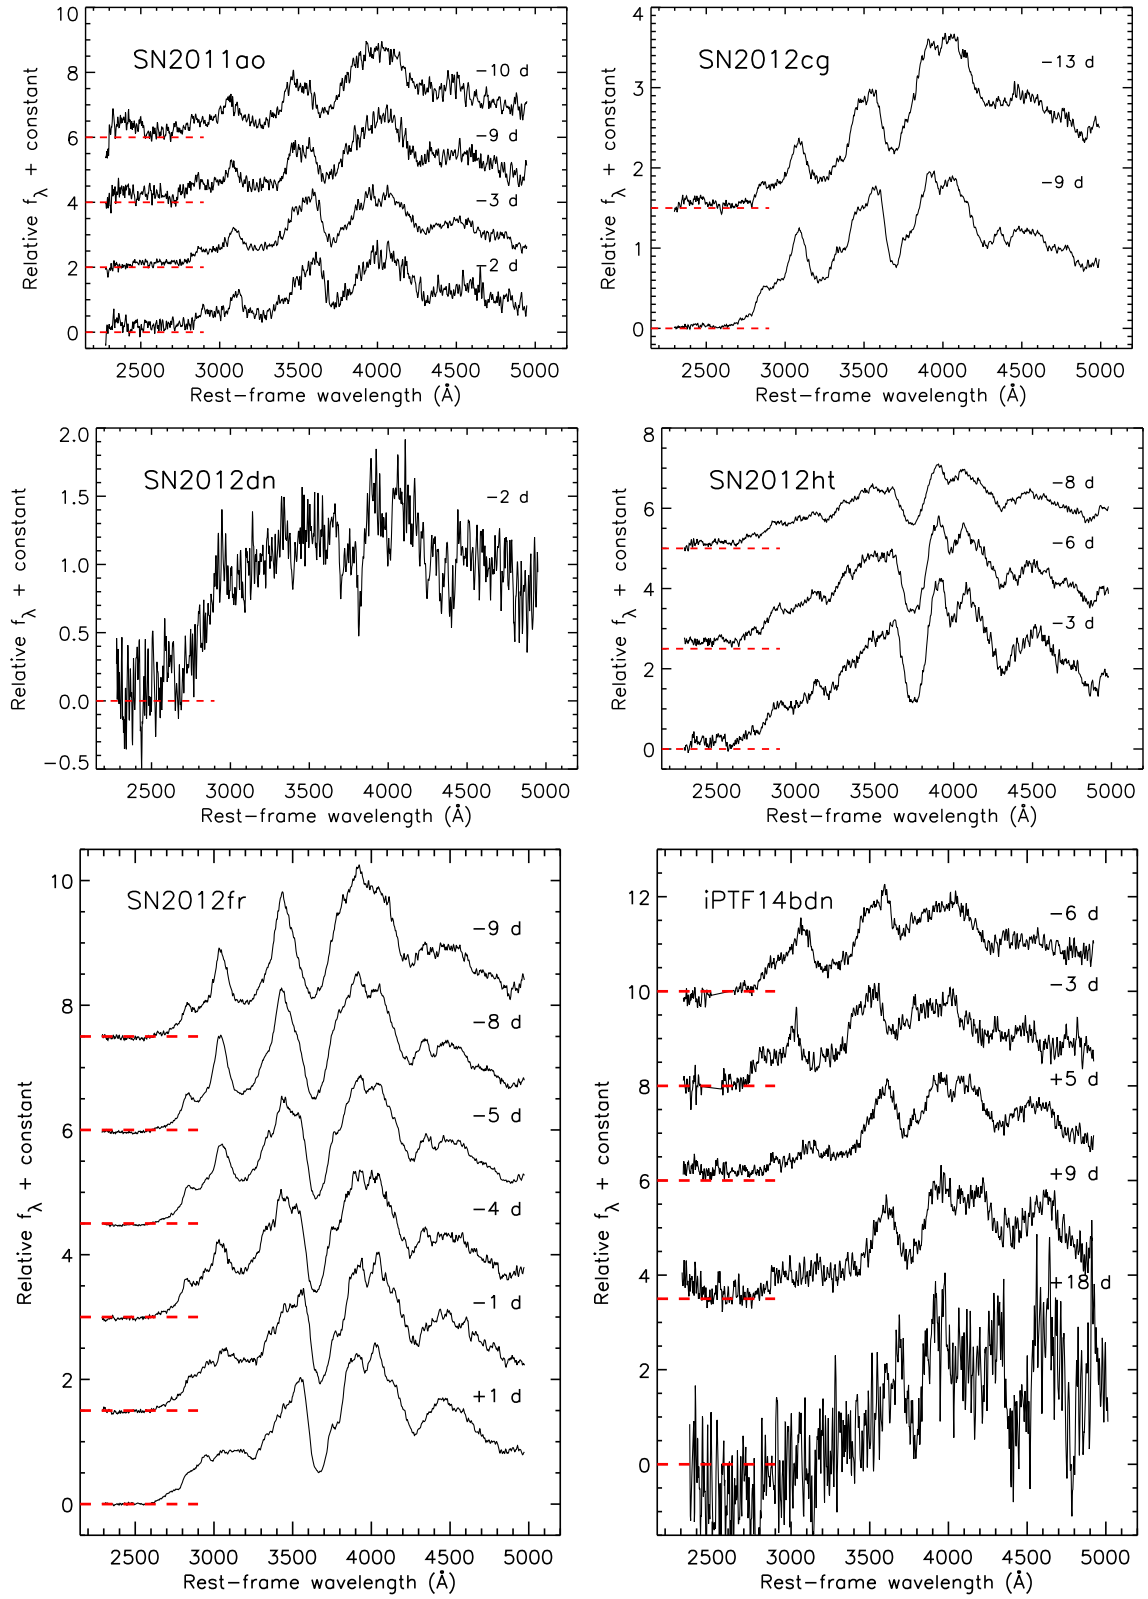 SN2011ao
−10 d
−9 d
−3 d
−2 d
10
8
6
4
2
0
Relative fλ + constant
2500 3000 3500 4000 4500 5000
Rest−frame wavelength (Å)
SN2012cg
−13 d
−9 d
4
3
2
1
0
Relative fλ + constant
2500 3000 3500 4000 4500 5000
Rest−frame wavelength (Å)
SN2012dn
−2 d
2.0
1.5
1.0
0.5
0.0
−0.5
Relative fλ + constant
2500 3000 3500 4000 4500 5000
Rest−frame wavelength (Å)
SN2012ht
−8 d
−6 d
−3 d
8
6
4
2
0
Relative fλ + constant
2500 3000 3500 4000 4500 5000
Rest−frame wavelength (Å)
SN2012fr
−9 d
−8 d
−5 d
−4 d
−1 d
+1 d
10
8
6
4
2
0
Relative fλ + constant
2500 3000 3500 4000 4500 5000
Rest−frame wavelength (Å)
iPTF14bdn
−6 d
−3 d
+5 d
+9 d
+18 d
12
10
8
6
4
2
0
Relative fλ + constant
2500 3000 3500 4000 4500 5000
Rest−frame wavelength (Å)